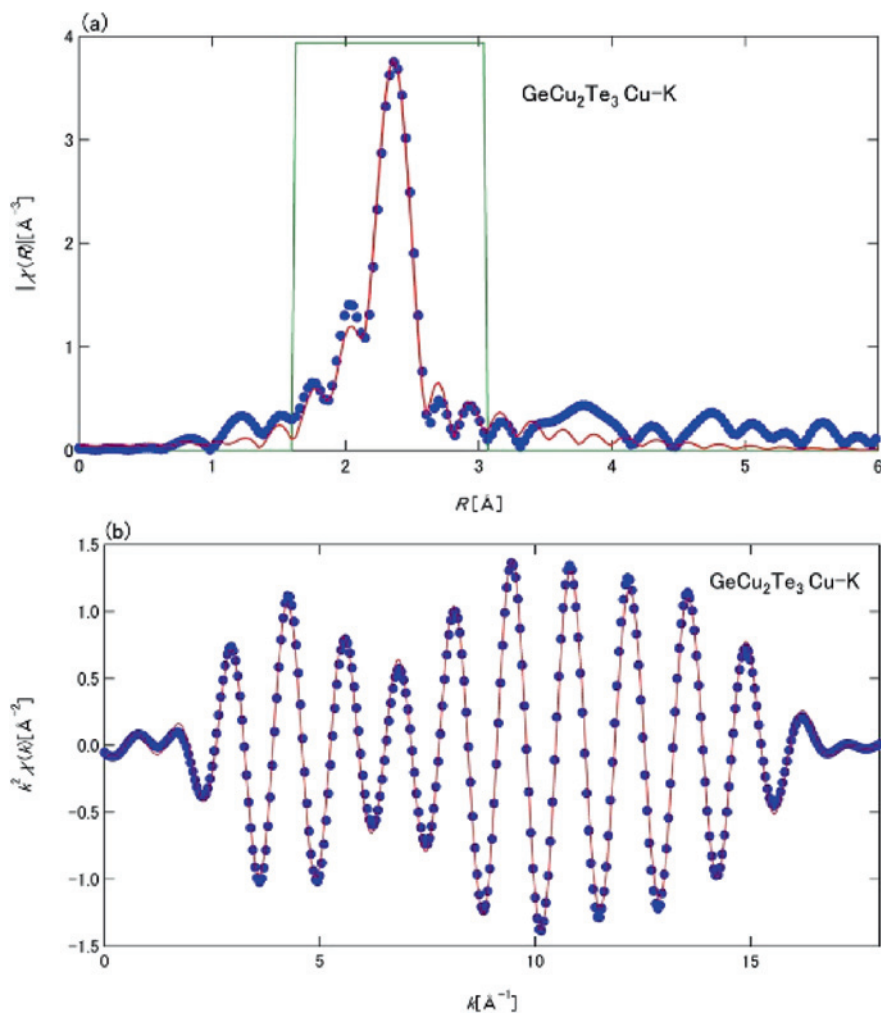 (a)
4
3
2
1
0
|χ(R)|[Å⁻³]
GeCu₂Te₃ Cu-K
0 1 2 3 4 5 6
R[Å]
(b)
1.5
1.0
0.5
0.0
-0.5
-1.0
-1.5
k²χ(k)[Å⁻²]
GeCu₂Te₃ Cu-K
0 5 10 15
k[Å⁻¹]